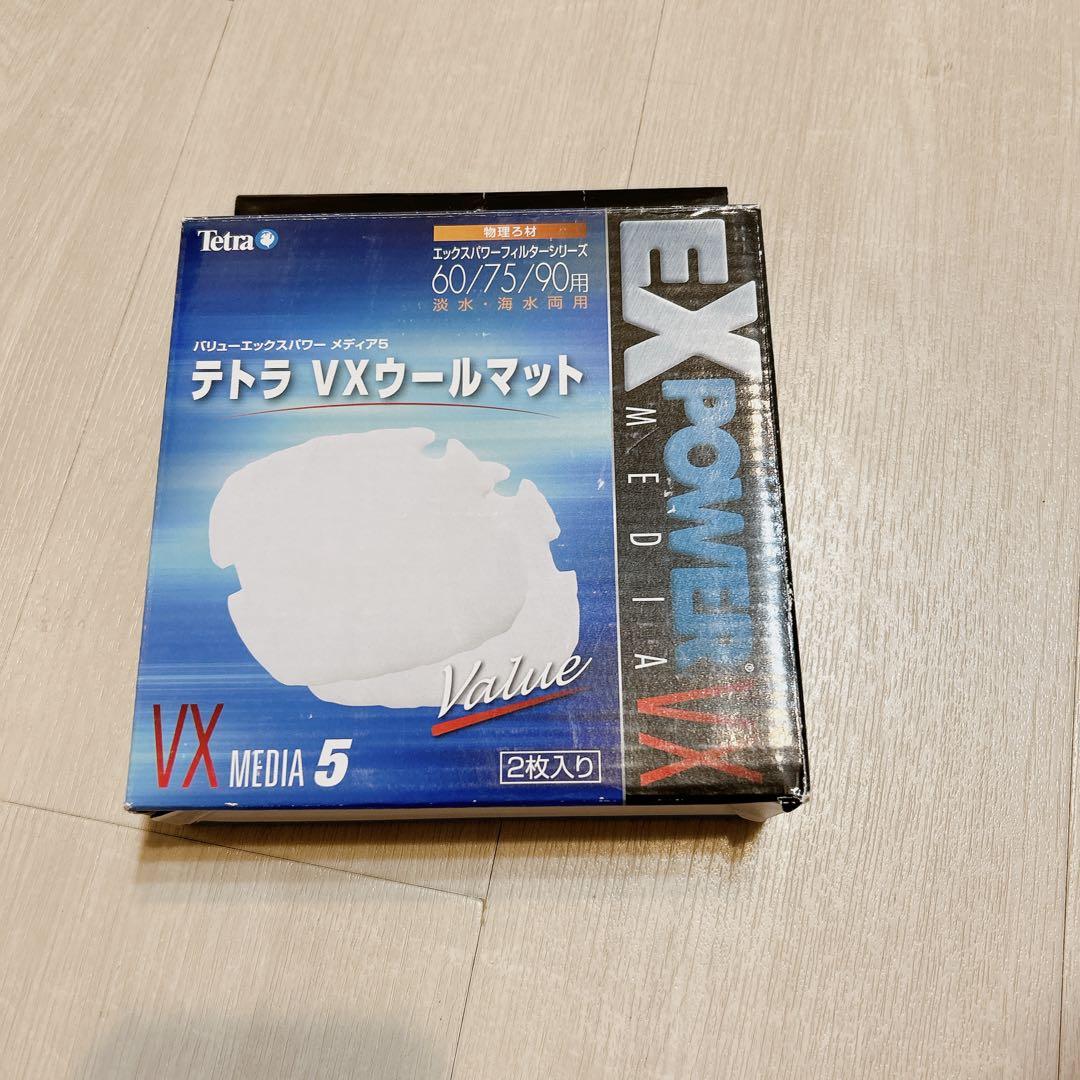 Tetra
物理ろ材
エックスパワーフィルターシリーズ
60/75/90用
淡水・海水両用
バリューエックスパワー メディア5
テトラ VXウールマット
Value
VX MEDIA 5
2枚入り
EX POWER® VX
MEDIA